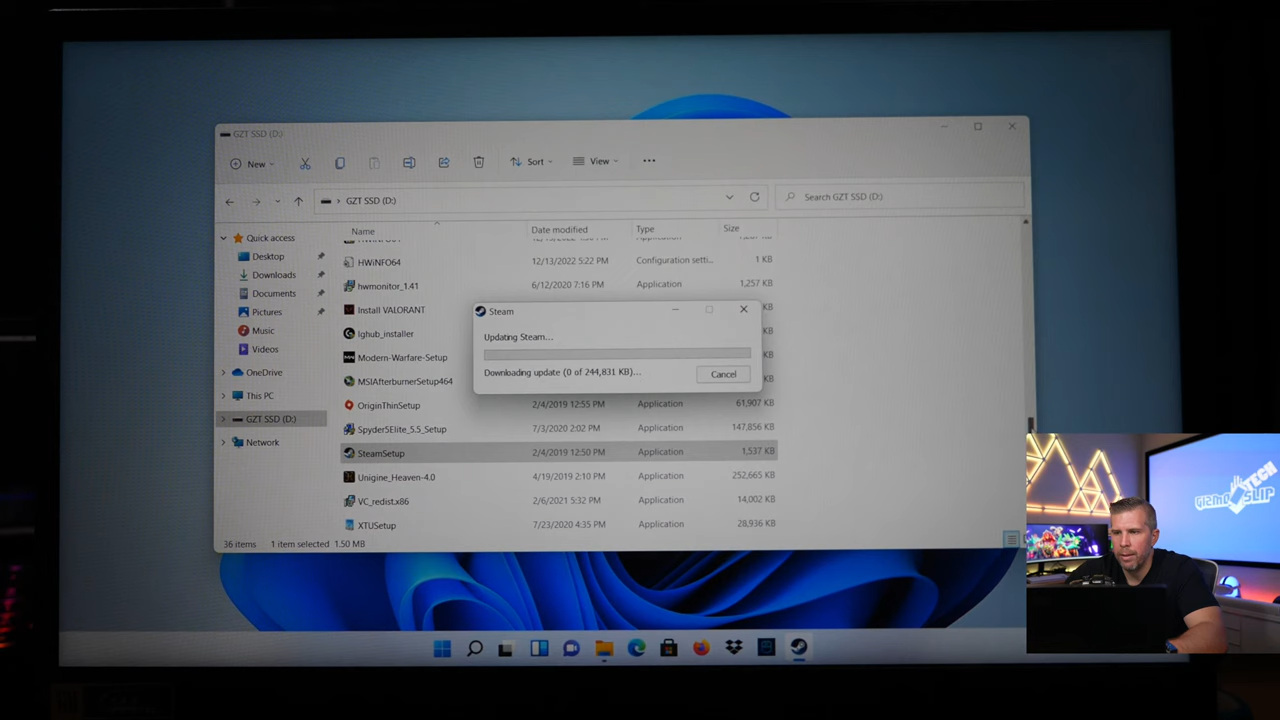 GZT SSD (D:)
New
Sort
View
GZT SSD (D:)
Search GZT SSD (D:)
Name
Date modified
Type
Size
Quick access
Desktop
Downloads
Documents
Pictures
Music
Videos
OneDrive
This PC
GZT SSD (D:)
Network
HWiNFO64
12/13/2022 5:22 PM
Configuration setti...
1 KB
hwmonitor_1.41
6/12/2020 7:16 PM
Application
1,257 KB
Install VALORANT
KB
lghub_installer
KB
Modern-Warfare-Setup
KB
MSIAfterburnerSetup464
KB
OriginThinSetup
2/4/2019 12:55 PM
Application
61,907 KB
Spyder5Elite_5.5_Setup
7/3/2020 2:02 PM
Application
147,856 KB
SteamSetup
2/4/2019 12:50 PM
Application
1,537 KB
Unigine_Heaven-4.0
4/19/2019 2:10 PM
Application
252,665 KB
VC_redist.x86
2/6/2021 5:32 PM
Application
14,002 KB
XTUSetup
7/23/2020 4:35 PM
Application
28,936 KB
36 items
1 item selected 1.50 MB
Steam
Updating Steam...
Downloading update (0 of 244,831 KB)...
Cancel
GIZMO SLIP
TECH